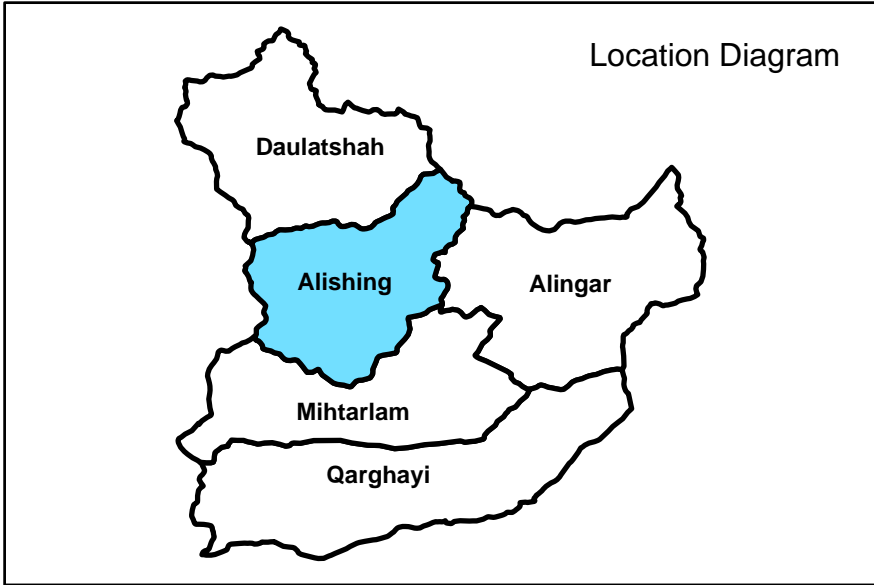 Location Diagram
Daulatshah
Alishing
Alingar
Mihtarlam
Qarghayi